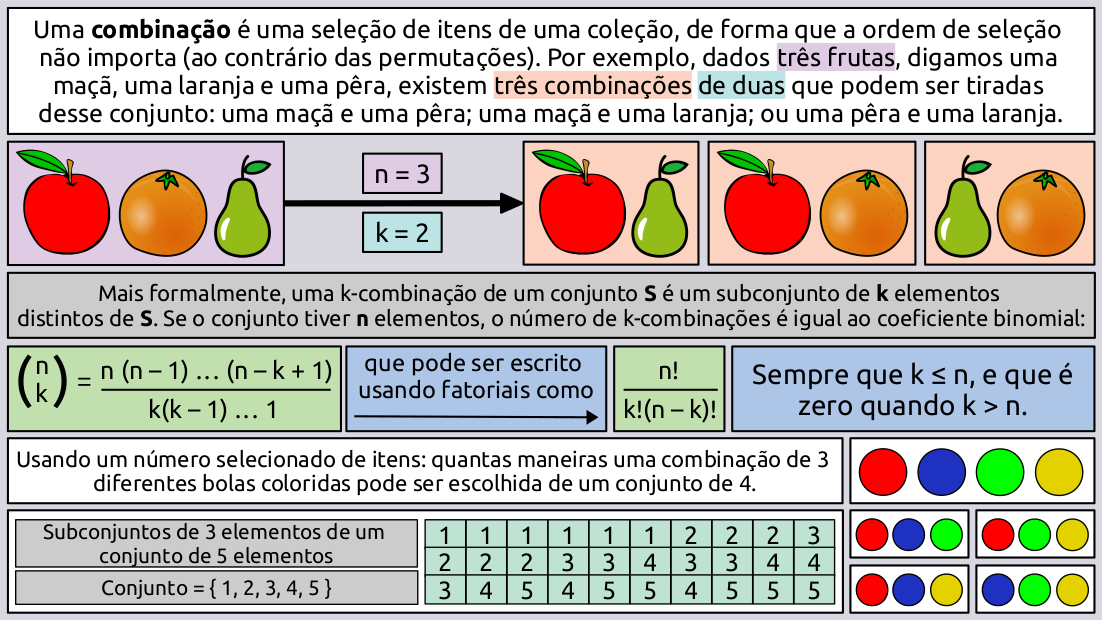 Uma combinação é uma seleção de itens de uma coleção, de forma que a ordem de seleção
não importa (ao contrário das permutações). Por exemplo, dados três frutas, digamos uma
maçã, uma laranja e uma pêra, existem três combinações de duas que podem ser tiradas
desse conjunto: uma maçã e uma pêra; uma maçã e uma laranja; ou uma pêra e uma laranja.
n = 3
k = 2
Mais formalmente, uma k-combinação de um conjunto S é um subconjunto de k elementos
distintos de S. Se o conjunto tiver n elementos, o número de k-combinações é igual ao coeficiente binomial:
(n k) = n (n – 1) … (n – k + 1)
k(k – 1) … 1
que pode ser escrito
usando fatoriais como
n!
k!(n – k)!
Sempre que k ≤ n, e que é
zero quando k > n.
Usando um número selecionado de itens: quantas maneiras uma combinação de 3
diferentes bolas coloridas pode ser escolhida de um conjunto de 4.
Subconjuntos de 3 elementos de um
conjunto de 5 elementos
Conjunto = { 1, 2, 3, 4, 5 }
1 1 1 1 1 1 2 2 2 3
2 2 2 3 3 4 3 3 4 4
3 4 5 4 5 5 4 5 5 5